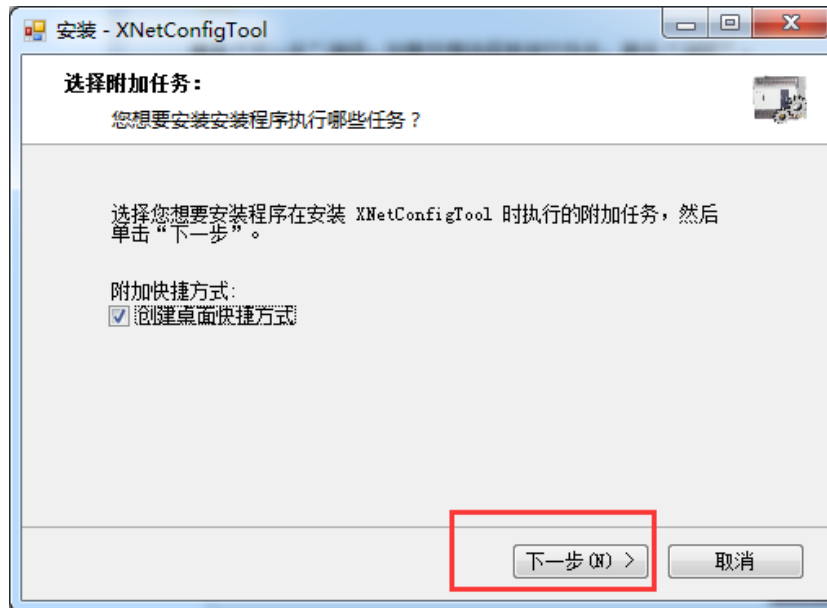 安装 - XNetConfigTool
选择附加任务：
您想要安装安装程序执行哪些任务？
选择您想要安装程序在安装 XNetConfigTool 时执行的附加任务，然后
单击“下一步”。
附加快捷方式:
创建桌面快捷方式
下一步(N) >
取消